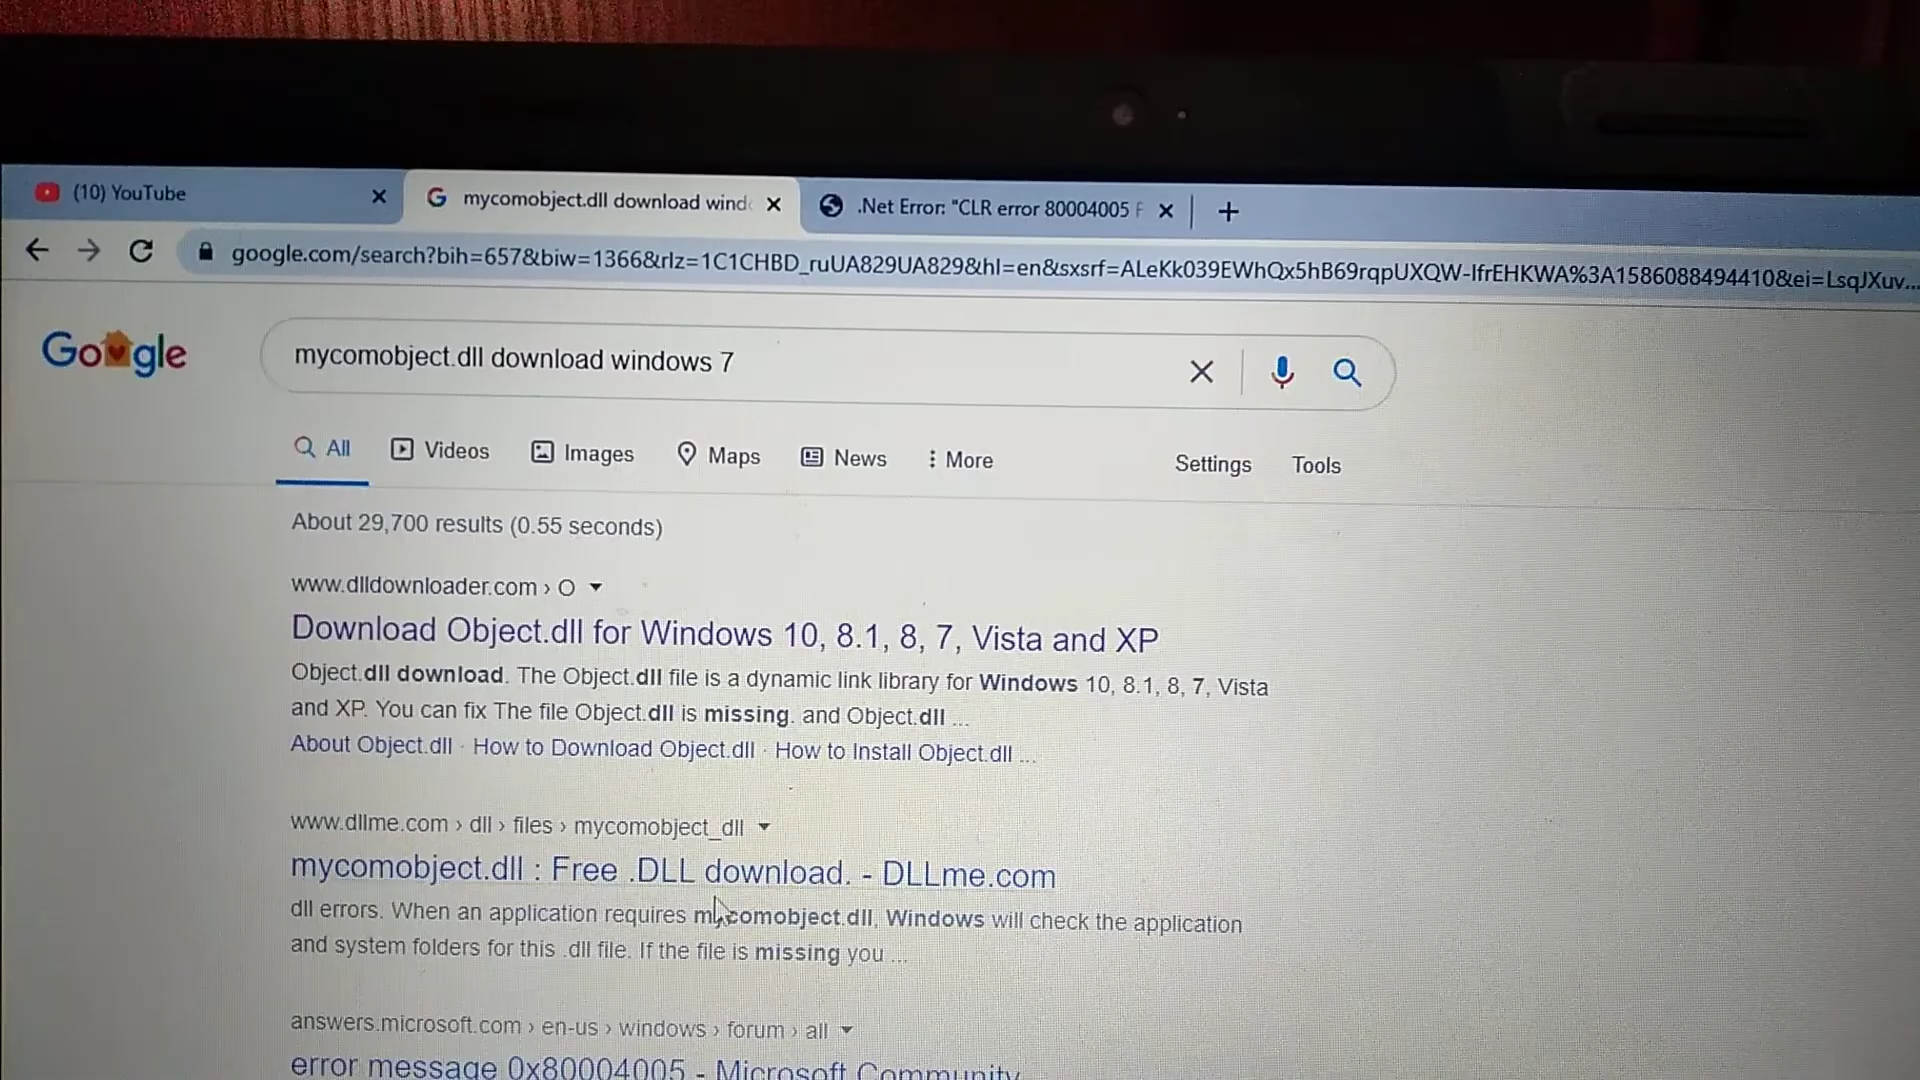 (10) YouTube
mycomobject.dll download wind
.Net Error: "CLR error 80004005 F
google.com/search?bih=657&biw=1366&rlz=1C1CHBD_ruUA829UA829&hl=en&sxsrf=ALeKk039EWhQx5hB69rqpUXQW-lfrEHKWA%3A1586088494410&ei=LsqJXuv...
Google
mycomobject.dll download windows 7
All
Videos
Images
Maps
News
More
Settings
Tools
About 29,700 results (0.55 seconds)
www.dlldownloader.com › O
Download Object.dll for Windows 10, 8.1, 8, 7, Vista and XP
Object.dll download. The Object.dll file is a dynamic link library for Windows 10, 8.1, 8, 7, Vista
and XP. You can fix The file Object.dll is missing. and Object.dll ...
About Object.dll · How to Download Object.dll · How to Install Object.dll ...
www.dllme.com › dll › files › mycomobject_dll
mycomobject.dll : Free .DLL download. - DLLme.com
dll errors. When an application requires mycomobject.dll, Windows will check the application
and system folders for this .dll file. If the file is missing you ...
answers.microsoft.com › en-us › windows › forum › all
error message 0x80004005 - Microsoft Community